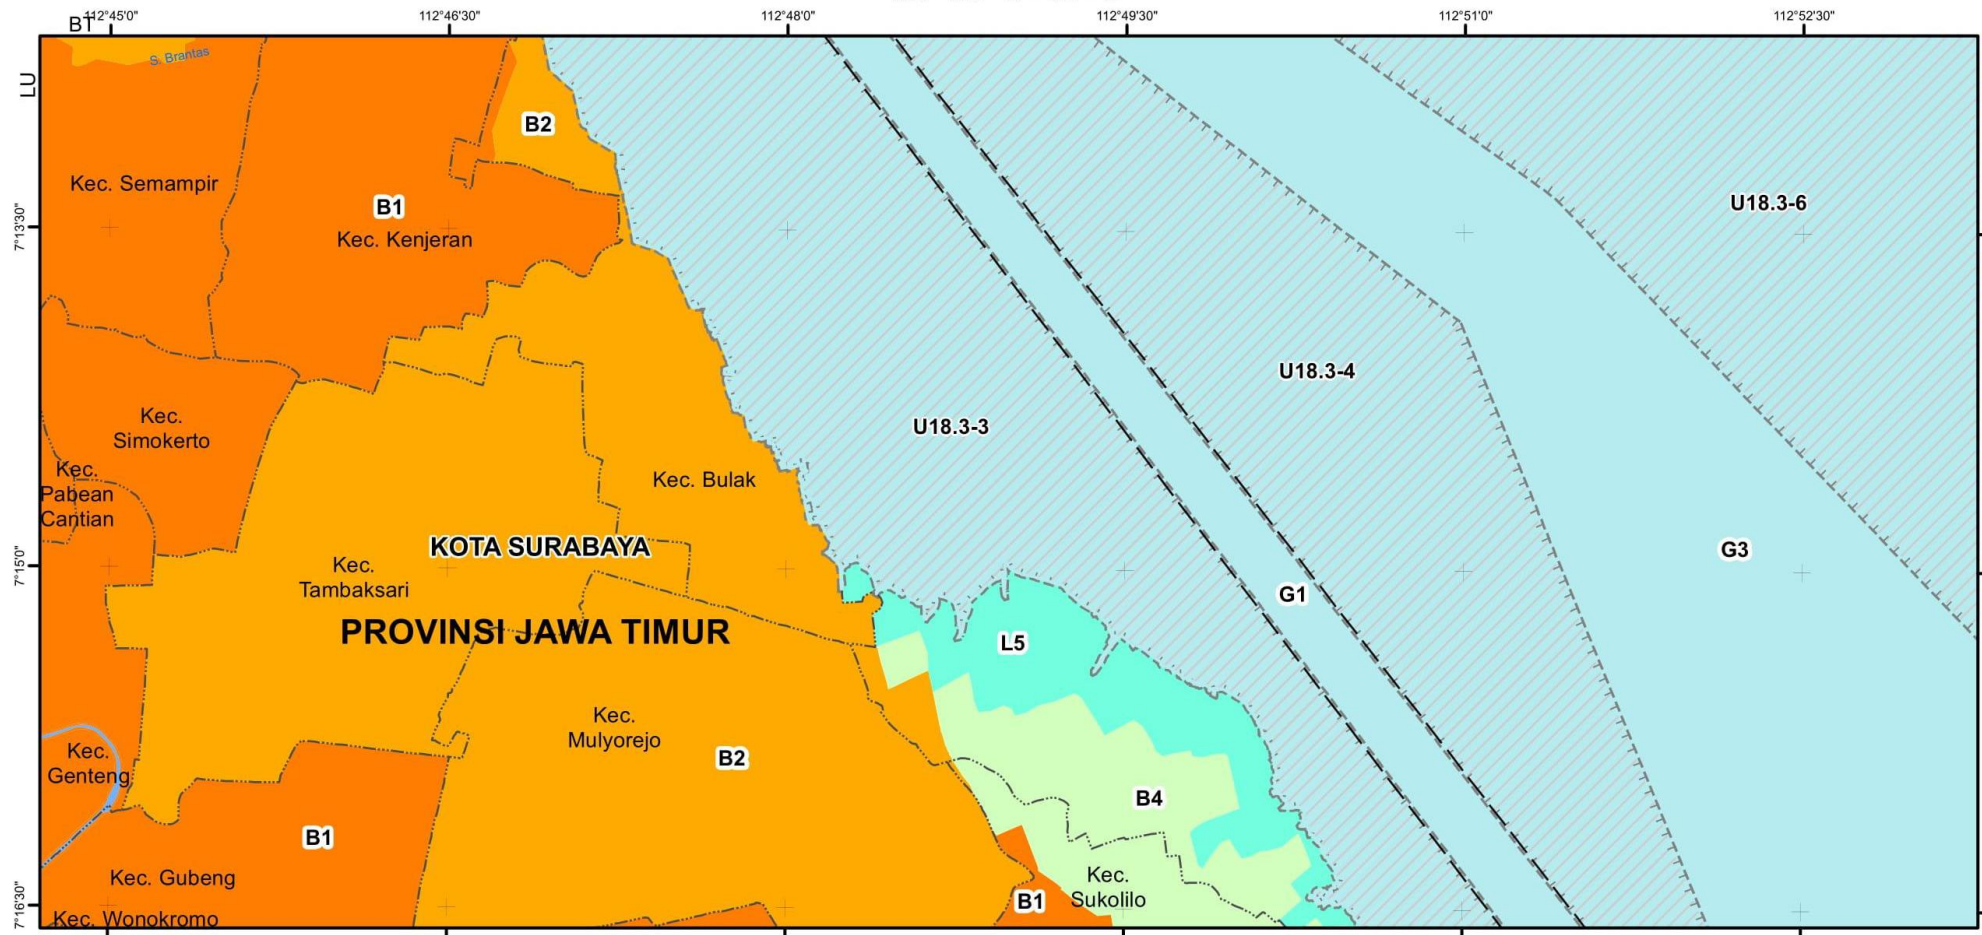 112°45'0"
112°46'30"
112°48'0"
112°49'30"
112°51'0"
112°52'30"
BT
LU
S. Brantas
B2
Kec. Semampir
B1
U18.3-6
7°13'30"
Kec. Kenjeran
U18.3-4
Kec.
Simokerto
U18.3-3
Kec.
Pabean
Cantian
Kec. Bulak
KOTA SURABAYA
G3
7°15'0"
Kec.
Tambaksari
G1
PROVINSI JAWA TIMUR
L5
Kec.
Mulyorejo
Kec.
Genteng
B2
B4
B1
Kec. Gubeng
Kec.
Sukolilo
B1
7°16'30"
Kec. Wonokromo